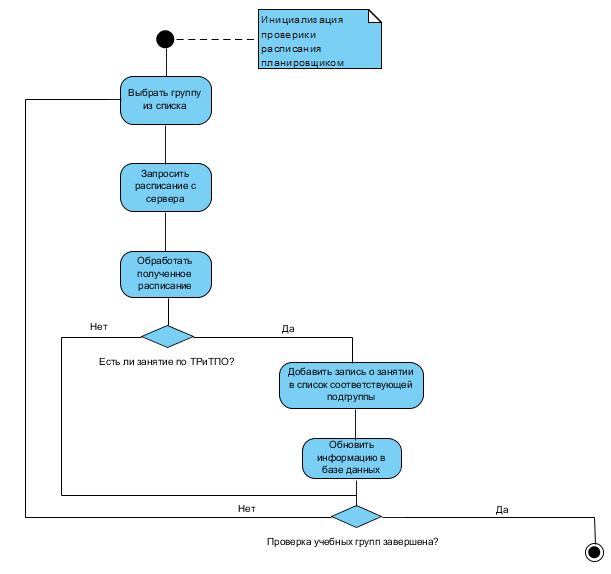 Инициализация
проверики
расписания
планировщиком
Выбрать группу
из списка
Запросить
расписание с
сервера
Обработать
полученное
расписание
Нет
Да
Есть ли занятие по ТРиТПО?
Добавить запись о занятии
в список соответствующей
подгруппы
Обновить
информацию в
базе данных
Нет
Да
Проверка учебных групп завершена?